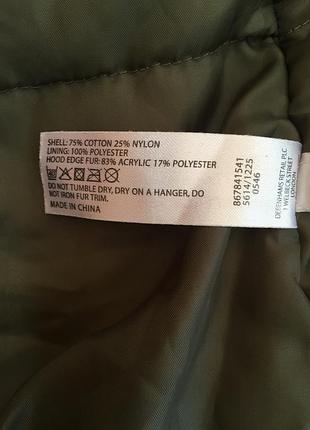 SHELL: 75% COTTON 25% NYLON
LINING: 100% POLYESTER
HOOD EDGE FUR: 83% ACRYLIC 17% POLYESTER
DO NOT TUMBLE DRY, DRY ON A HANGER, DO
NOT IRON FUR TRIM.
MADE IN CHINA
867841541
5614/1225
0546
DEBENHAMS RETAIL PLC
1 WELBECK STREET
LONDON